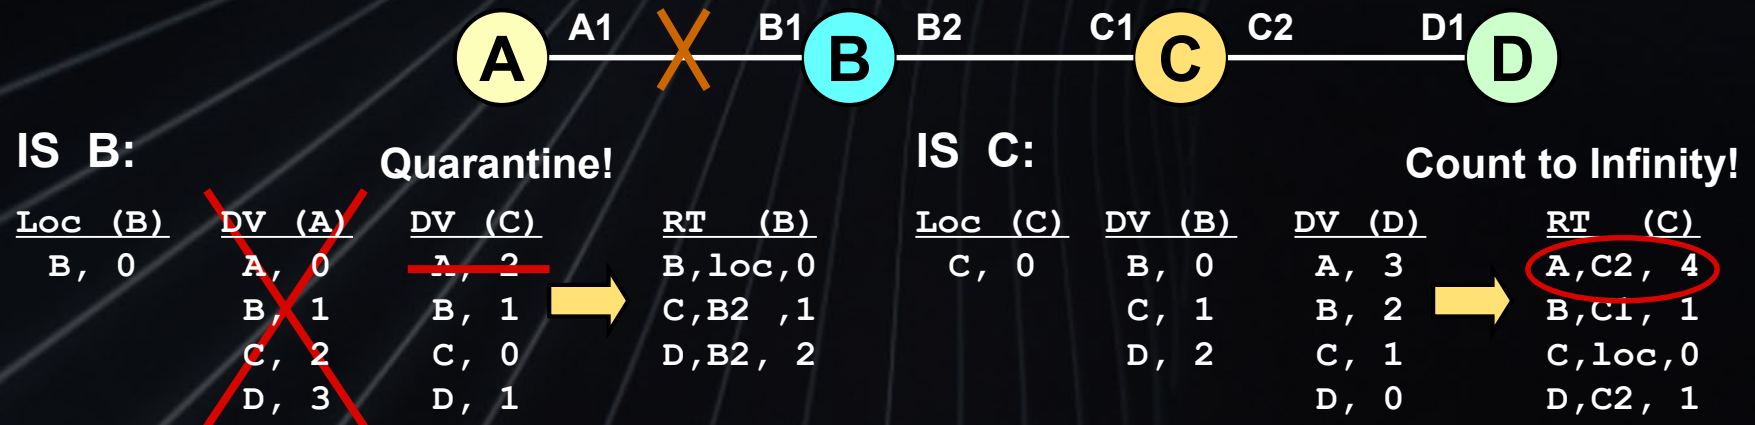 A A1 B1 B B2 C1 C C2 D1 D
IS B:
Quarantine!
IS C:
Count to Infinity!
Loc (B) DV (A) DV (C) RT (B) Loc (C) DV (B) DV (D) RT (C)
B, 0 A, 0 A, 2 B,loc,0 C, 0 B, 0 A, 3 A,C2, 4
B, 1 B, 1 C,B2 ,1 C, 1 B, 2 B,C1, 1
C, 2 C, 0 D,B2, 2 D, 2 C, 1 C,loc,0
D, 3 D, 1 D, 0 D,C2, 1